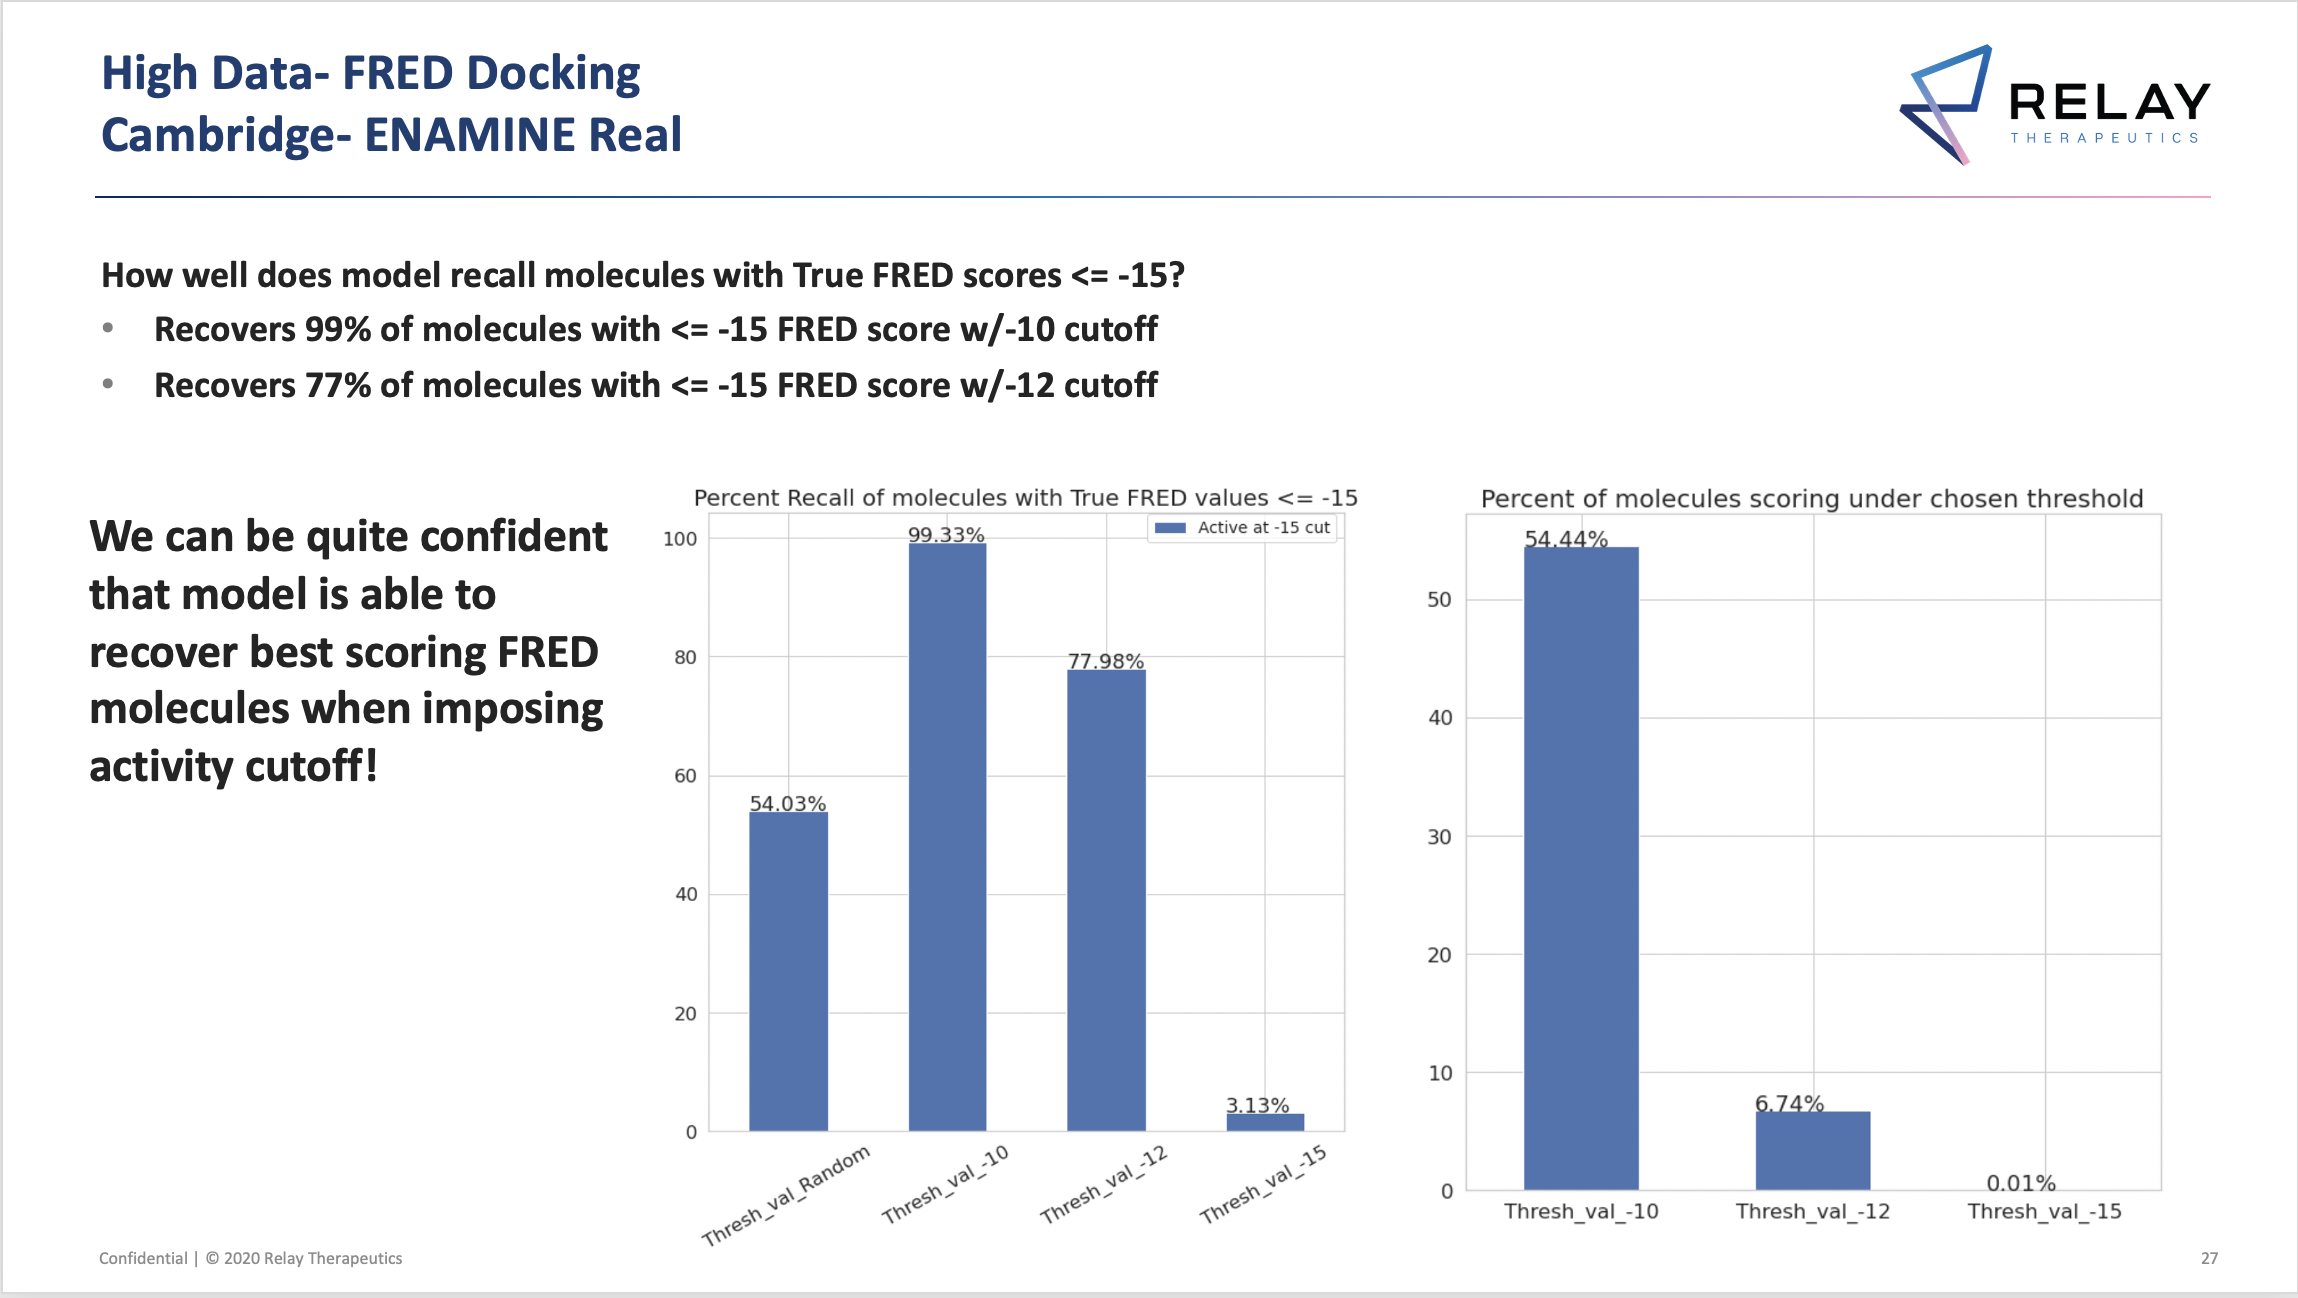 High Data- FRED Docking
Cambridge- ENAMINE Real
RELAY
THERAPEUTICS
How well does model recall molecules with True FRED scores <= -15?
• Recovers 99% of molecules with <= -15 FRED score w/-10 cutoff
• Recovers 77% of molecules with <= -15 FRED score w/-12 cutoff
We can be quite confident
that model is able to
recover best scoring FRED
molecules when imposing
activity cutoff!
Percent Recall of molecules with True FRED values <= -15
Active at -15 cut
100
80
60
40
20
0
54.03%
99.33%
77.98%
3.13%
Thresh_val_Random
Thresh_val_-10
Thresh_val_-12
Thresh_val_-15
Percent of molecules scoring under chosen threshold
50
40
30
20
10
0
54.44%
6.74%
0.01%
Thresh_val_-10
Thresh_val_-12
Thresh_val_-15
Confidential | © 2020 Relay Therapeutics
27